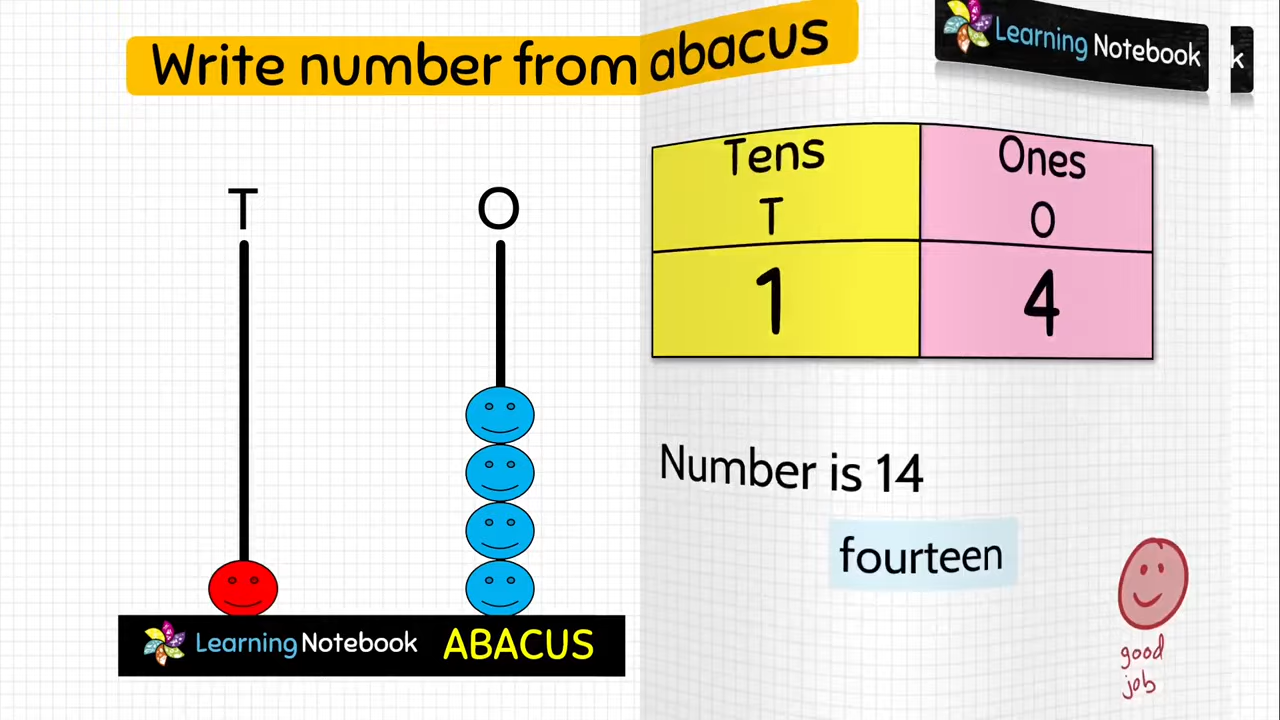 Write number from abacus
Learning Notebook
k
T O
Tens Ones
T O
1 4
Number is 14
fourteen
good
job
Learning Notebook ABACUS